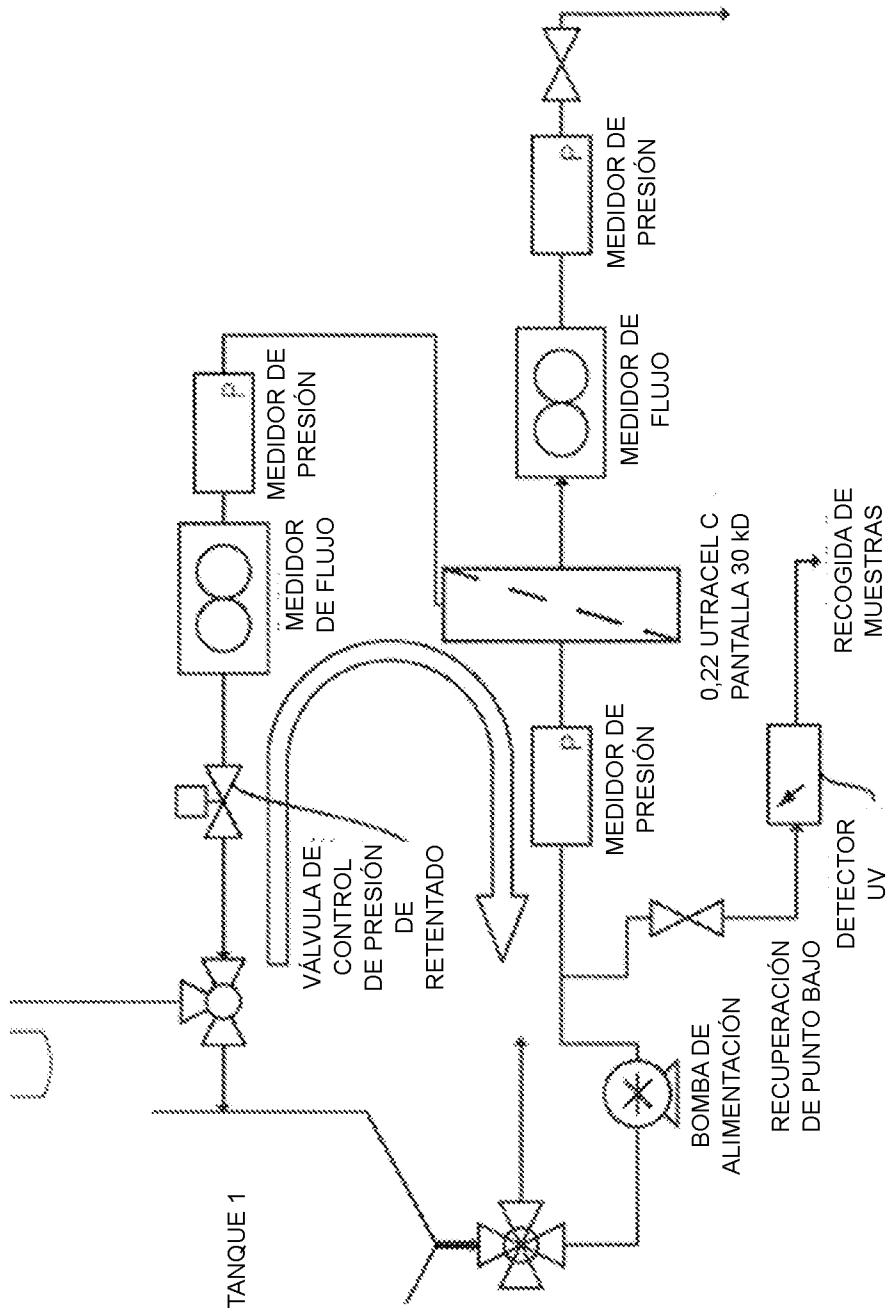 TANQUE 1
VÁLVULA DE
CONTROL
DE PRESIÓN
DE
RETENTADO
MEDIDOR
DE FLUJO
P
MEDIDOR DE
PRESIÓN
BOMBA DE
ALIMENTACIÓN
P
MEDIDOR DE
PRESIÓN
0,22 UTRACEL C
PANTALLA 30 kD
MEDIDOR DE
FLUJO
P
MEDIDOR DE
PRESIÓN
RECUPERACIÓN
DE PUNTO BAJO
DETECTOR
UV
RECOGIDA DE
MUESTRAS